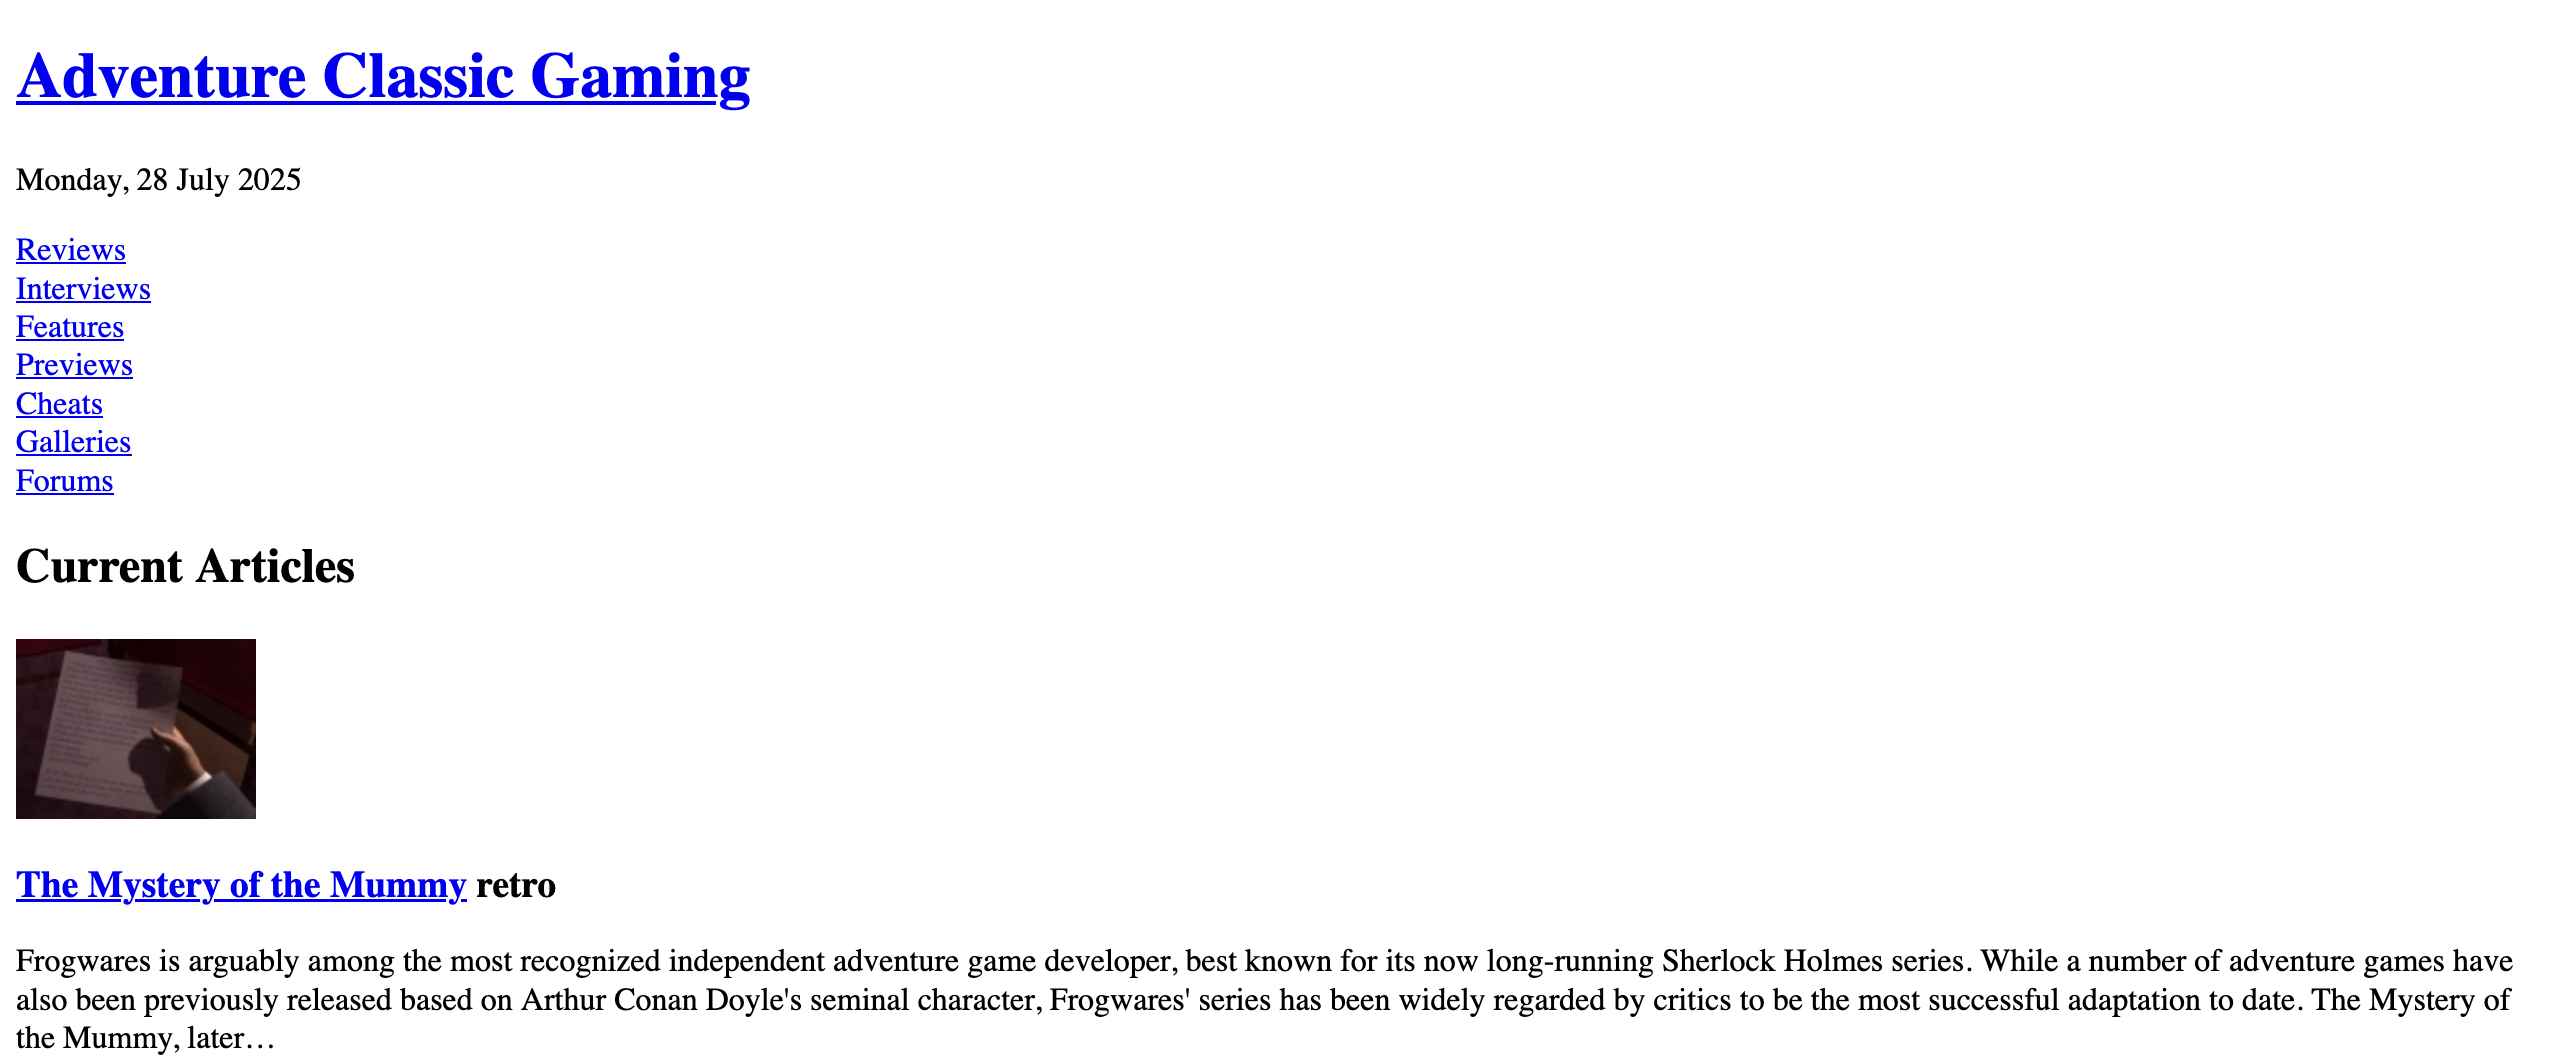 Adventure Classic Gaming
Monday, 28 July 2025
Reviews
Interviews
Features
Previews
Cheats
Galleries
Forums
Current Articles
The Mystery of the Mummy retro
Frogwares is arguably among the most recognized independent adventure game developer, best known for its now long-running Sherlock Holmes series. While a number of adventure games have
also been previously released based on Arthur Conan Doyle's seminal character, Frogwares' series has been widely regarded by critics to be the most successful adaptation to date. The Mystery of
the Mummy, later…